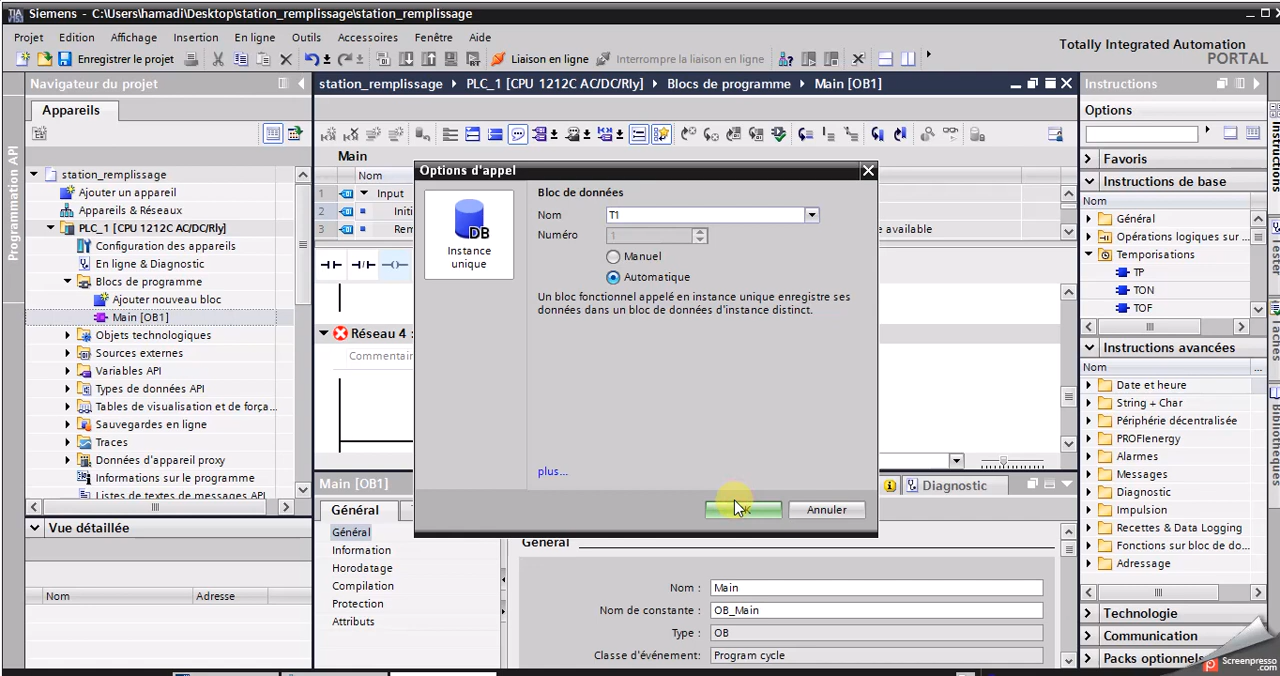 Siemens - C:\Users\hamadi\Desktop\station_remplissage\station_remplissage
Projet Edition Affichage Insertion En ligne Outils Accessoires Fenêtre Aide
Totally Integrated Automation
PORTAL
Enregistrer le projet Liaison en ligne Interrompre la liaison en ligne
Navigateur du projet
station_remplissage PLC_1 [CPU 1212C AC/DC/Rly] Blocs de programme Main [OB1]
Instructions
Appareils
Options
Programmation API
station_remplissage
Ajouter un appareil
Appareils & Réseaux
PLC_1 [CPU 1212C AC/DC/Rly]
Configuration des appareils
En ligne & Diagnostic
Blocs de programme
Ajouter nouveau bloc
Main [OB1]
Objets technologiques
Sources externes
Variables API
Types de données API
Tables de visualisation et de força...
Sauvegardes en ligne
Traces
Données d'appareil proxy
Informations sur le programme
Listes de textes de messages API
Vue détaillée
Nom Adresse
Main
Nom
1 Input
2 Initi
3 Rem
e available
Réseau 4 :
Commentair
Options d'appel
DB
Instance
unique
Bloc de données
Nom T1
Numéro 1
Manuel
Automatique
Un bloc fonctionnel appelé en instance unique enregistre ses
données dans un bloc de données d'instance distinct.
plus...
Annuler
Main [OB1]
Diagnostic
Général
Général
Information
Horodatage
Compilation
Protection
Attributs
Général
Nom : Main
Nom de constante : OB_Main
Type : OB
Classe d'événement: Program cycle
Favoris
Instructions de base
Nom
Général
Opérations logiques sur
Temporisations
TP
TON
TOF
Instructions avancées
Nom ...
Date et heure
String + Char
Périphérie décentralisée
PROFIenergy
Alarmes
Messages
Diagnostic
Impulsion
Recettes & Data Logging
Fonctions sur bloc de do...
Adressage
Technologie
Communication
Packs optionnels
Instructions
Tester
Tâches
Bibliothèques
Screenpresso
.com